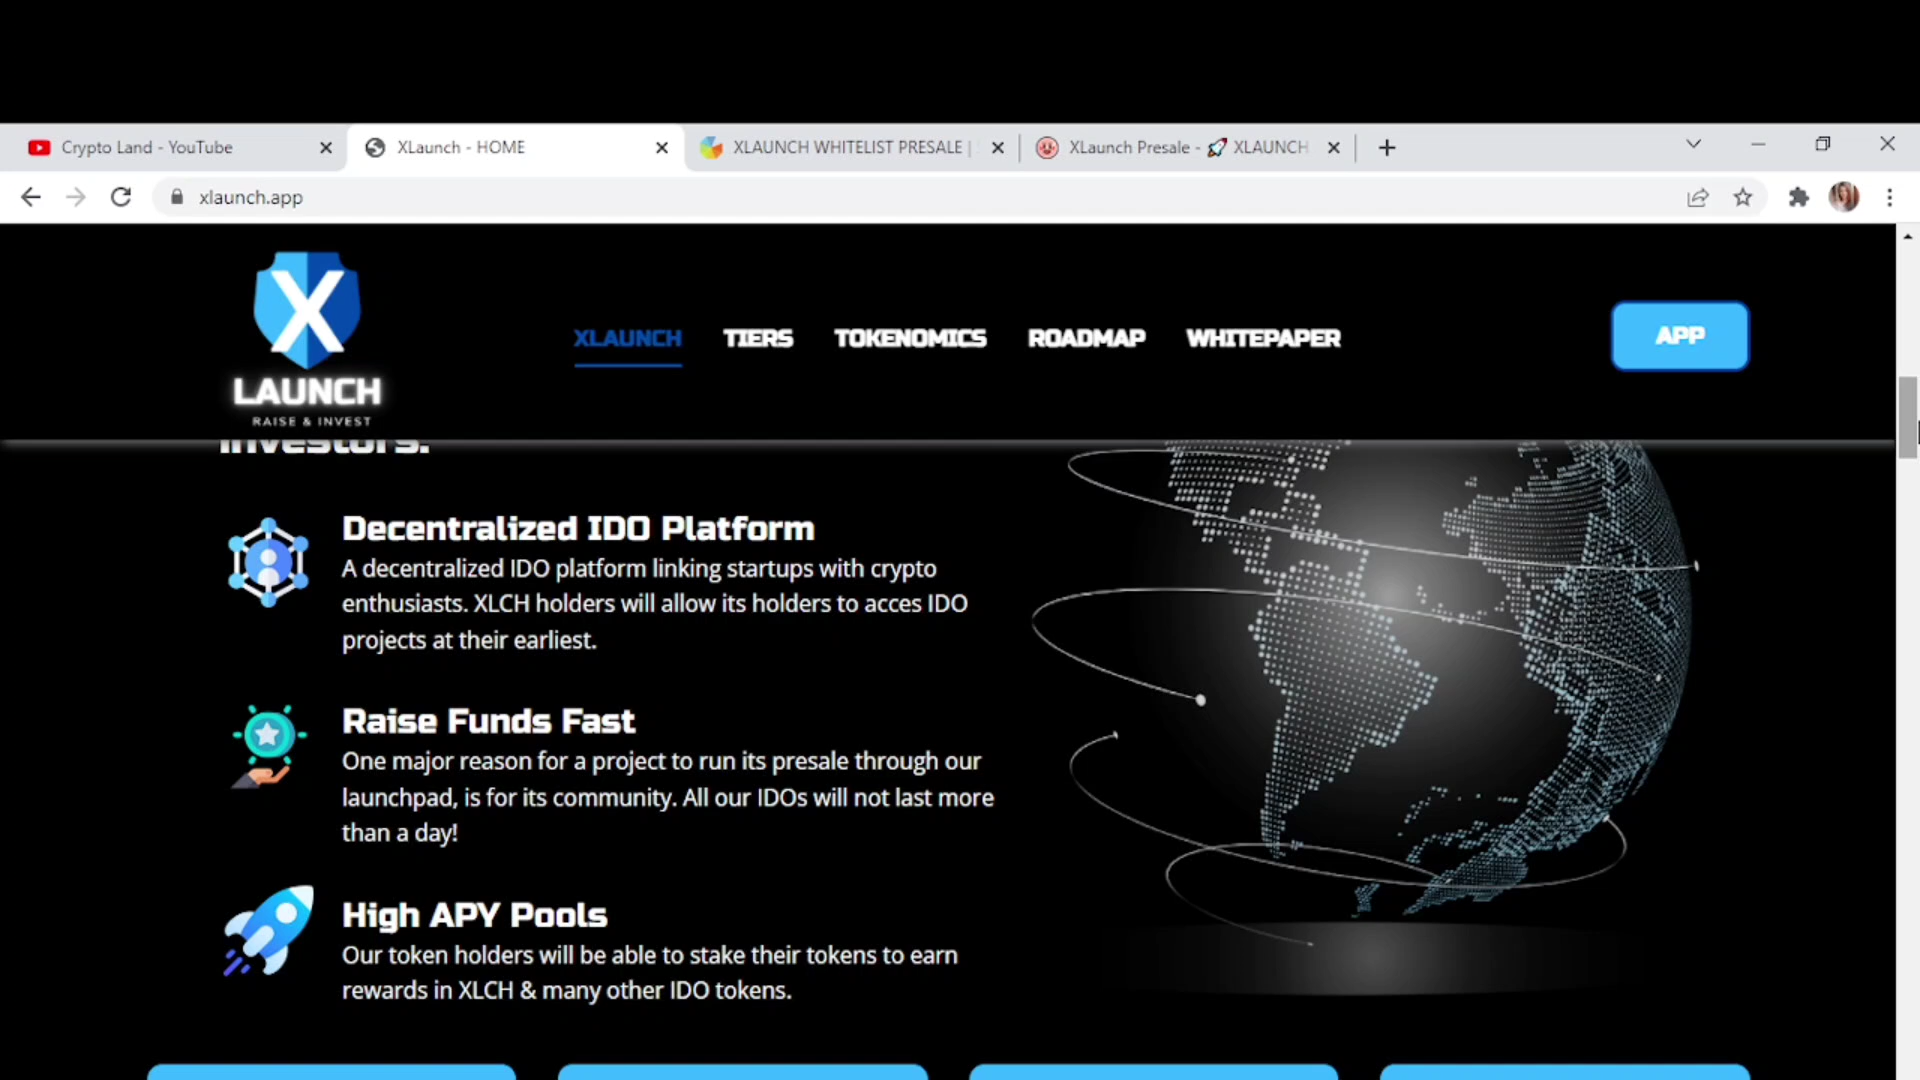 Crypto Land - YouTube
XLaunch - HOME
XLAUNCH WHITELIST PRESALE |
XLaunch Presale - 🚀 XLAUNCH
xlaunch.app
X
LAUNCH
RAISE & INVEST
XLAUNCH
TIERS
TOKENOMICS
ROADMAP
WHITEPAPER
APP
investors.
Decentralized IDO Platform
A decentralized IDO platform linking startups with crypto
enthusiasts. XLCH holders will allow its holders to acces IDO
projects at their earliest.
Raise Funds Fast
One major reason for a project to run its presale through our
launchpad, is for its community. All our IDOs will not last more
than a day!
High APY Pools
Our token holders will be able to stake their tokens to earn
rewards in XLCH & many other IDO tokens.